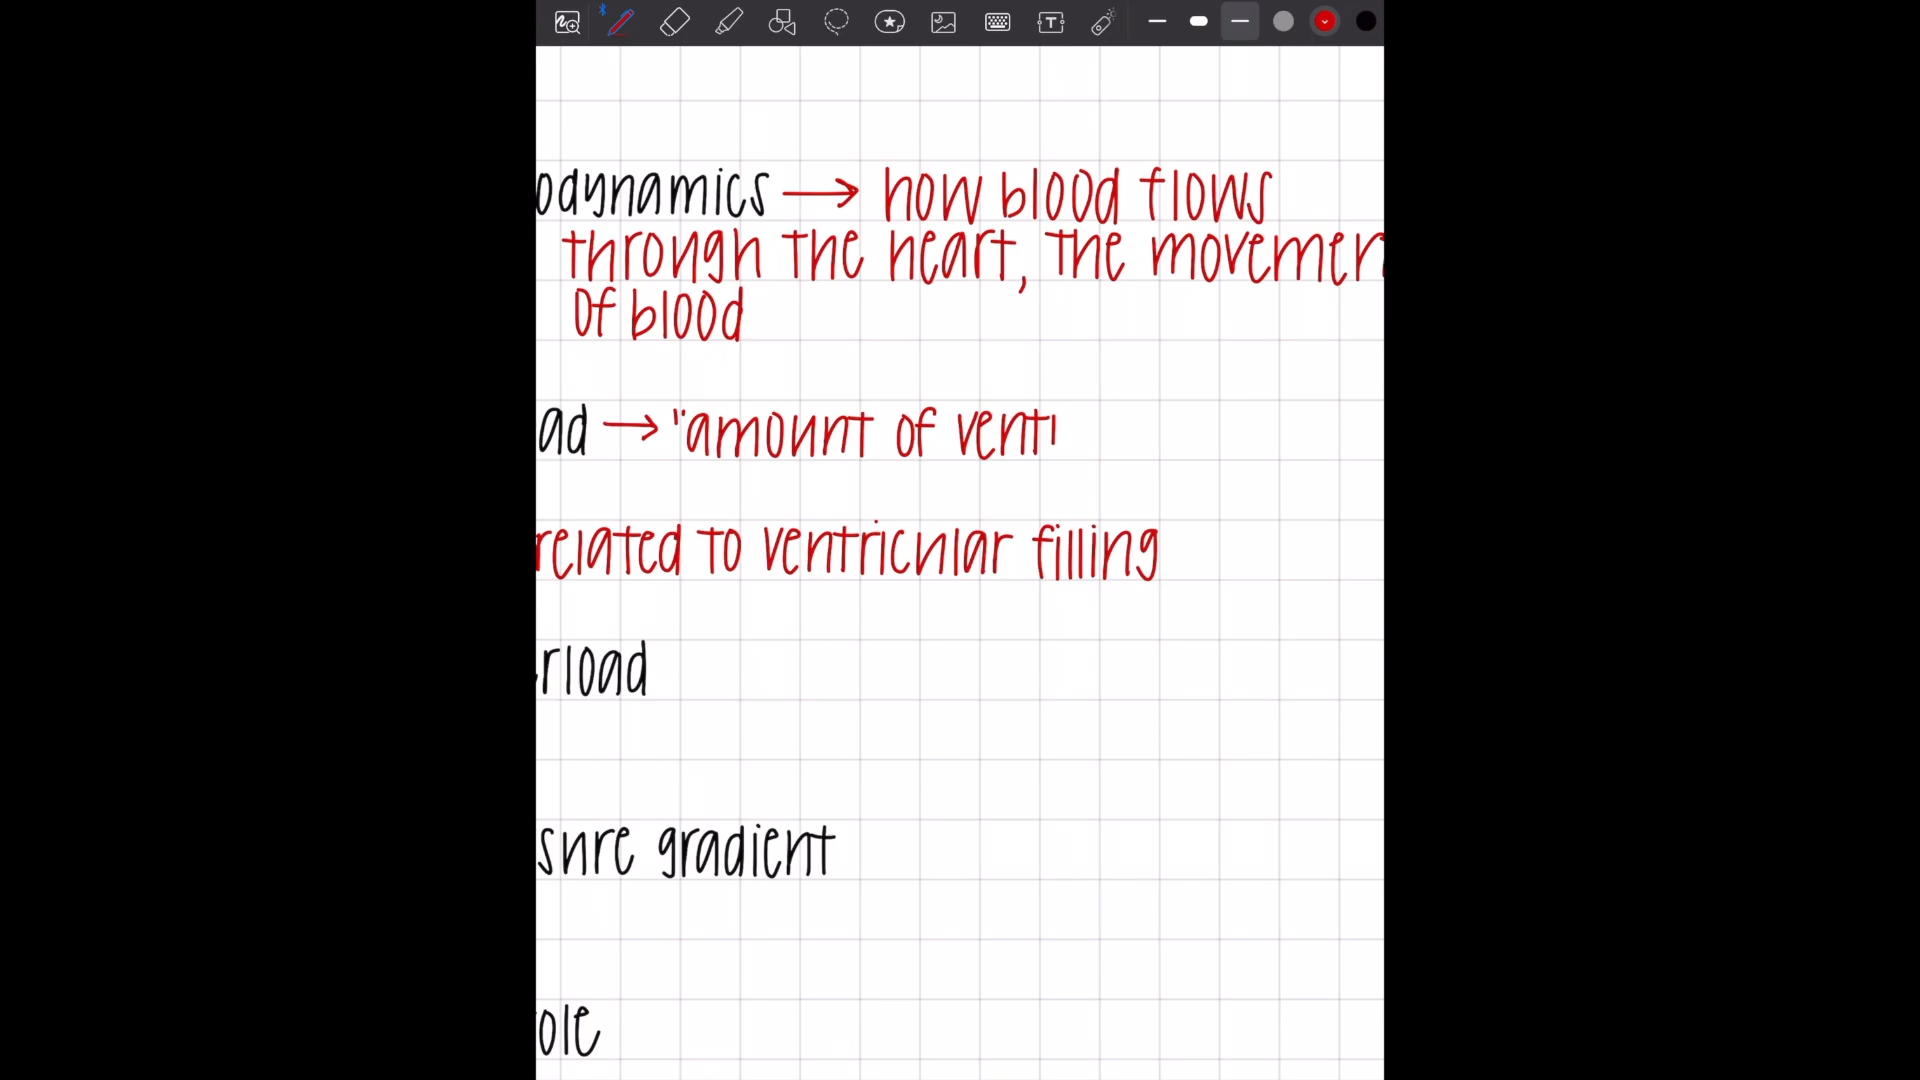 odynamics → how blood flows
through the heart, the movemen
of blood
ad → "amount of venti
related to ventricular filling
rload
sure gradient
ole